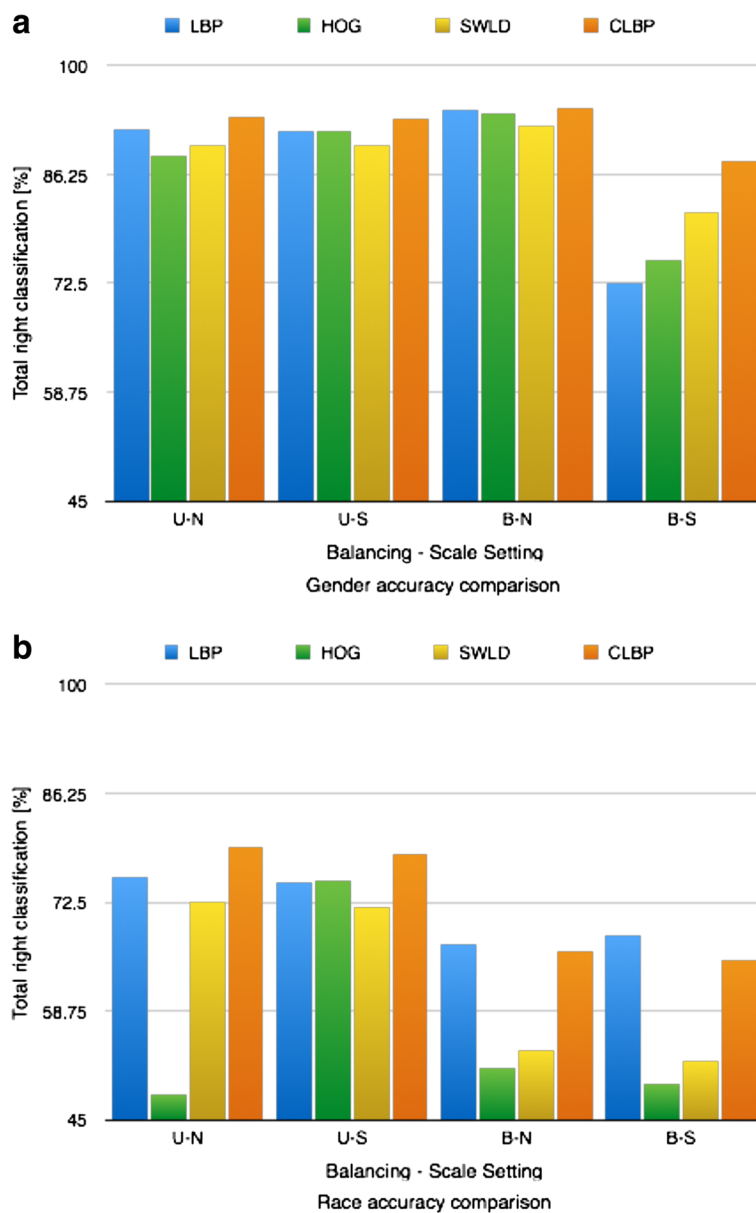 a
LBP HOG SWLD CLBP
100
86.25
72.5
58.75
45
Total right classification [%]
U-N U-S B-N B-S
Balancing - Scale Setting
Gender accuracy comparison
b
LBP HOG SWLD CLBP
100
86.25
72.5
58.75
45
Total right classification [%]
U-N U-S B-N B-S
Balancing - Scale Setting
Race accuracy comparison